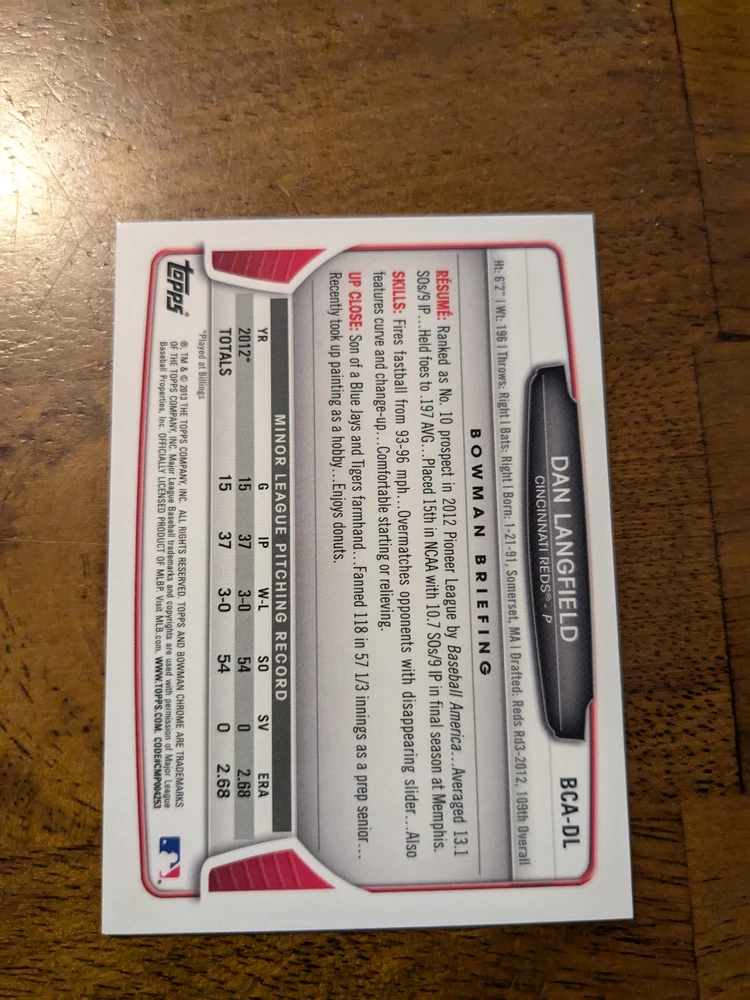 BCA-DL
DAN LANGFIELD
CINCINNATI REDS® - P
Ht: 6'2" | Wt: 196 | Throws: Right | Bats: Right | Born: 1-21-91, Somerset, MA | Drafted: Reds Rd3-2012, 109th Overall
BOWMAN BRIEFING
RÉSUMÉ: Ranked as No. 10 prospect in 2012 Pioneer League by Baseball America...Averaged 13.1
SOs/9 IP...Held foes to .197 AVG...Placed 15th in NCAA with 10.7 SOs/9 IP in final season at Memphis.
SKILLS: Fires fastball from 93-96 mph...Overmatches opponents with disappearing slider...Also
features curve and change-up...Comfortable starting or relieving.
UP CLOSE: Son of a Blue Jays and Tigers farmhand...Fanned 118 in 57 1/3 innings as a prep senior...
Recently took up painting as a hobby...Enjoys donuts.
MINOR LEAGUE PITCHING RECORD
YR G IP W-L SO SV ERA
2012* 15 37 3-0 54 0 2.68
TOTALS 15 37 3-0 54 0 2.68
*Played at Billings
topps®
® TM & © 2013 THE TOPPS COMPANY, INC. ALL RIGHTS RESERVED. TOPPS AND BOWMAN CHROME ARE TRADEMARKS
OF THE TOPPS COMPANY, INC. Major League Baseball trademarks and copyrights are used with permission of Major League
Baseball Properties, Inc. OFFICIALLY LICENSED PRODUCT OF MLBP. Visit MLB.com. WWW.TOPPS.COM. CODE#CMP004253